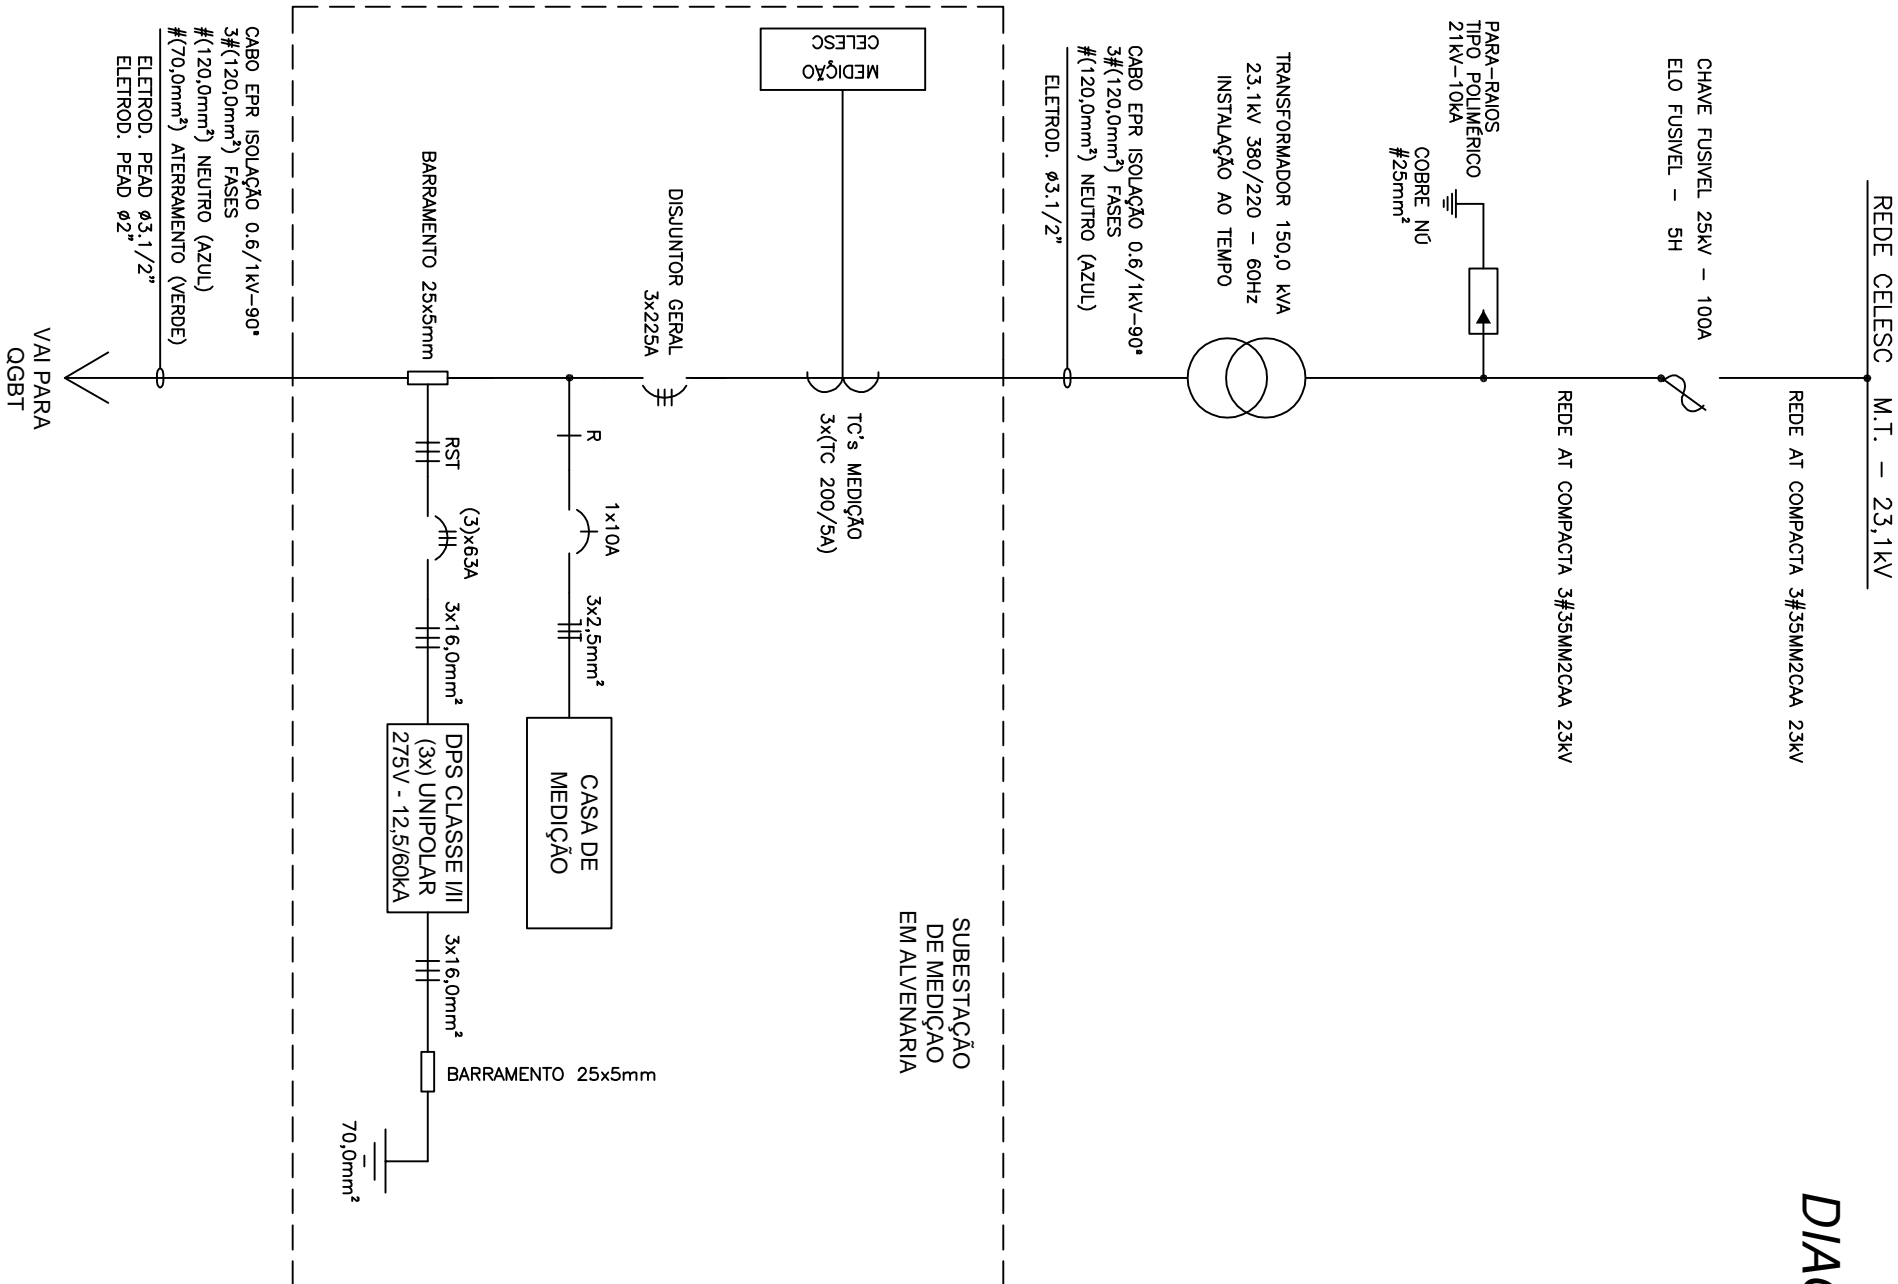 DIAG
REDE CELESC M.T. - 23,1kV
REDE AT COMPACTA 3#35MM2CAA 23kV
CHAVE FUSIVEL 25kV - 100A
ELO FUSIVEL - 5H
REDE AT COMPACTA 3#35MM2CAA 23kV
PARA-RAIOS
TIPO POLIMÉRICO
21kV-10kA
COBRE NÚ
#25mm²
TRANSFORMADOR 150,0 kVA
23.1kV 380/220 - 60Hz
INSTALAÇÃO AO TEMPO
CABO EPR ISOLAÇÃO 0.6/1kV-90°
3#(120,0mm²) FASES
#(120,0mm²) NEUTRO (AZUL)
ELETROD. ø3.1/2"
SUBESTAÇÃO
DE MEDIÇAO
EM ALVENARIA
MEDIÇÃO
CELESC
TC's MEDIÇÃO
3x(TC 200/5A)
DISJUNTOR GERAL
3x225A
R
1x10A
3x2,5mm²
CASA DE
MEDIÇÃO
BARRAMENTO 25x5mm
RST
(3)x63A
3x16,0mm²
DPS CLASSE I/II
(3x) UNIPOLAR
275V - 12,5/60kA
3x16,0mm²
BARRAMENTO 25x5mm
70,0mm²
CABO EPR ISOLAÇÃO 0.6/1kV-90°
3#(120,0mm²) FASES
#(120,0mm²) NEUTRO (AZUL)
#(70,0mm²) ATERRAMENTO (VERDE)
ELETROD. PEAD ø3.1/2"
ELETROD. PEAD ø2"
VAI PARA
QGBT